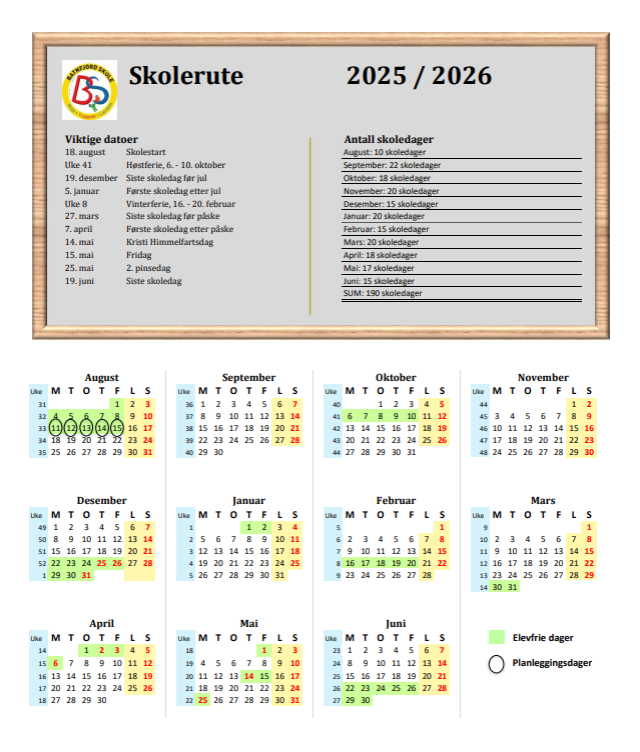 BATNFJORD SKULE
BS
Skolerute 2025 / 2026
Viktige datoer
18. august Skolestart
Uke 41 Høstferie, 6. - 10. oktober
19. desember Siste skoledag før jul
5. januar Første skoledag etter jul
Uke 8 Vinterferie, 16. - 20. februar
27. mars Siste skoledag før påske
7. april Første skoledag etter påske
14. mai Kristi Himmelfartsdag
15. mai Fridag
25. mai 2. pinsedag
19. juni Siste skoledag
Antall skoledager
August: 10 skoledager
September: 22 skoledager
Oktober: 18 skoledager
November: 20 skoledager
Desember: 15 skoledager
Januar: 20 skoledager
Februar: 15 skoledager
Mars: 20 skoledager
April: 18 skoledager
Mai: 17 skoledager
Juni: 15 skoledager
SUM: 190 skoledager
August
Uke M T O T F L S
31 1 2 3
32 4 5 6 7 8 9 10
33 11 12 13 14 15 16 17
34 18 19 20 21 22 23 24
35 25 26 27 28 29 30 31
September
Uke M T O T F L S
36 1 2 3 4 5 6 7
37 8 9 10 11 12 13 14
38 15 16 17 18 19 20 21
39 22 23 24 25 26 27 28
40 29 30
Oktober
Uke M T O T F L S
40 1 2 3 4 5
41 6 7 8 9 10 11 12
42 13 14 15 16 17 18 19
43 20 21 22 23 24 25 26
44 27 28 29 30 31
November
Uke M T O T F L S
44 1 2
45 3 4 5 6 7 8 9
46 10 11 12 13 14 15 16
47 17 18 19 20 21 22 23
48 24 25 26 27 28 29 30
Desember
Uke M T O T F L S
49 1 2 3 4 5 6 7
50 8 9 10 11 12 13 14
51 15 16 17 18 19 20 21
52 22 23 24 25 26 27 28
1 29 30 31
Januar
Uke M T O T F L S
1 1 2 3 4
2 5 6 7 8 9 10 11
3 12 13 14 15 16 17 18
4 19 20 21 22 23 24 25
5 26 27 28 29 30 31
Februar
Uke M T O T F L S
5 1
6 2 3 4 5 6 7 8
7 9 10 11 12 13 14 15
8 16 17 18 19 20 21 22
9 23 24 25 26 27 28
Mars
Uke M T O T F L S
9 1
10 2 3 4 5 6 7 8
11 9 10 11 12 13 14 15
12 16 17 18 19 20 21 22
13 23 24 25 26 27 28 29
14 30 31
April
Uke M T O T F L S
14 1 2 3 4 5
15 6 7 8 9 10 11 12
16 13 14 15 16 17 18 19
17 20 21 22 23 24 25 26
18 27 28 29 30
Mai
Uke M T O T F L S
18 1 2 3
19 4 5 6 7 8 9 10
20 11 12 13 14 15 16 17
21 18 19 20 21 22 23 24
22 25 26 27 28 29 30 31
Juni
Uke M T O T F L S
23 1 2 3 4 5 6 7
24 8 9 10 11 12 13 14
25 15 16 17 18 19 20 21
26 22 23 24 25 26 27 28
27 29 30
Elevfrie dager
Planleggingsdager